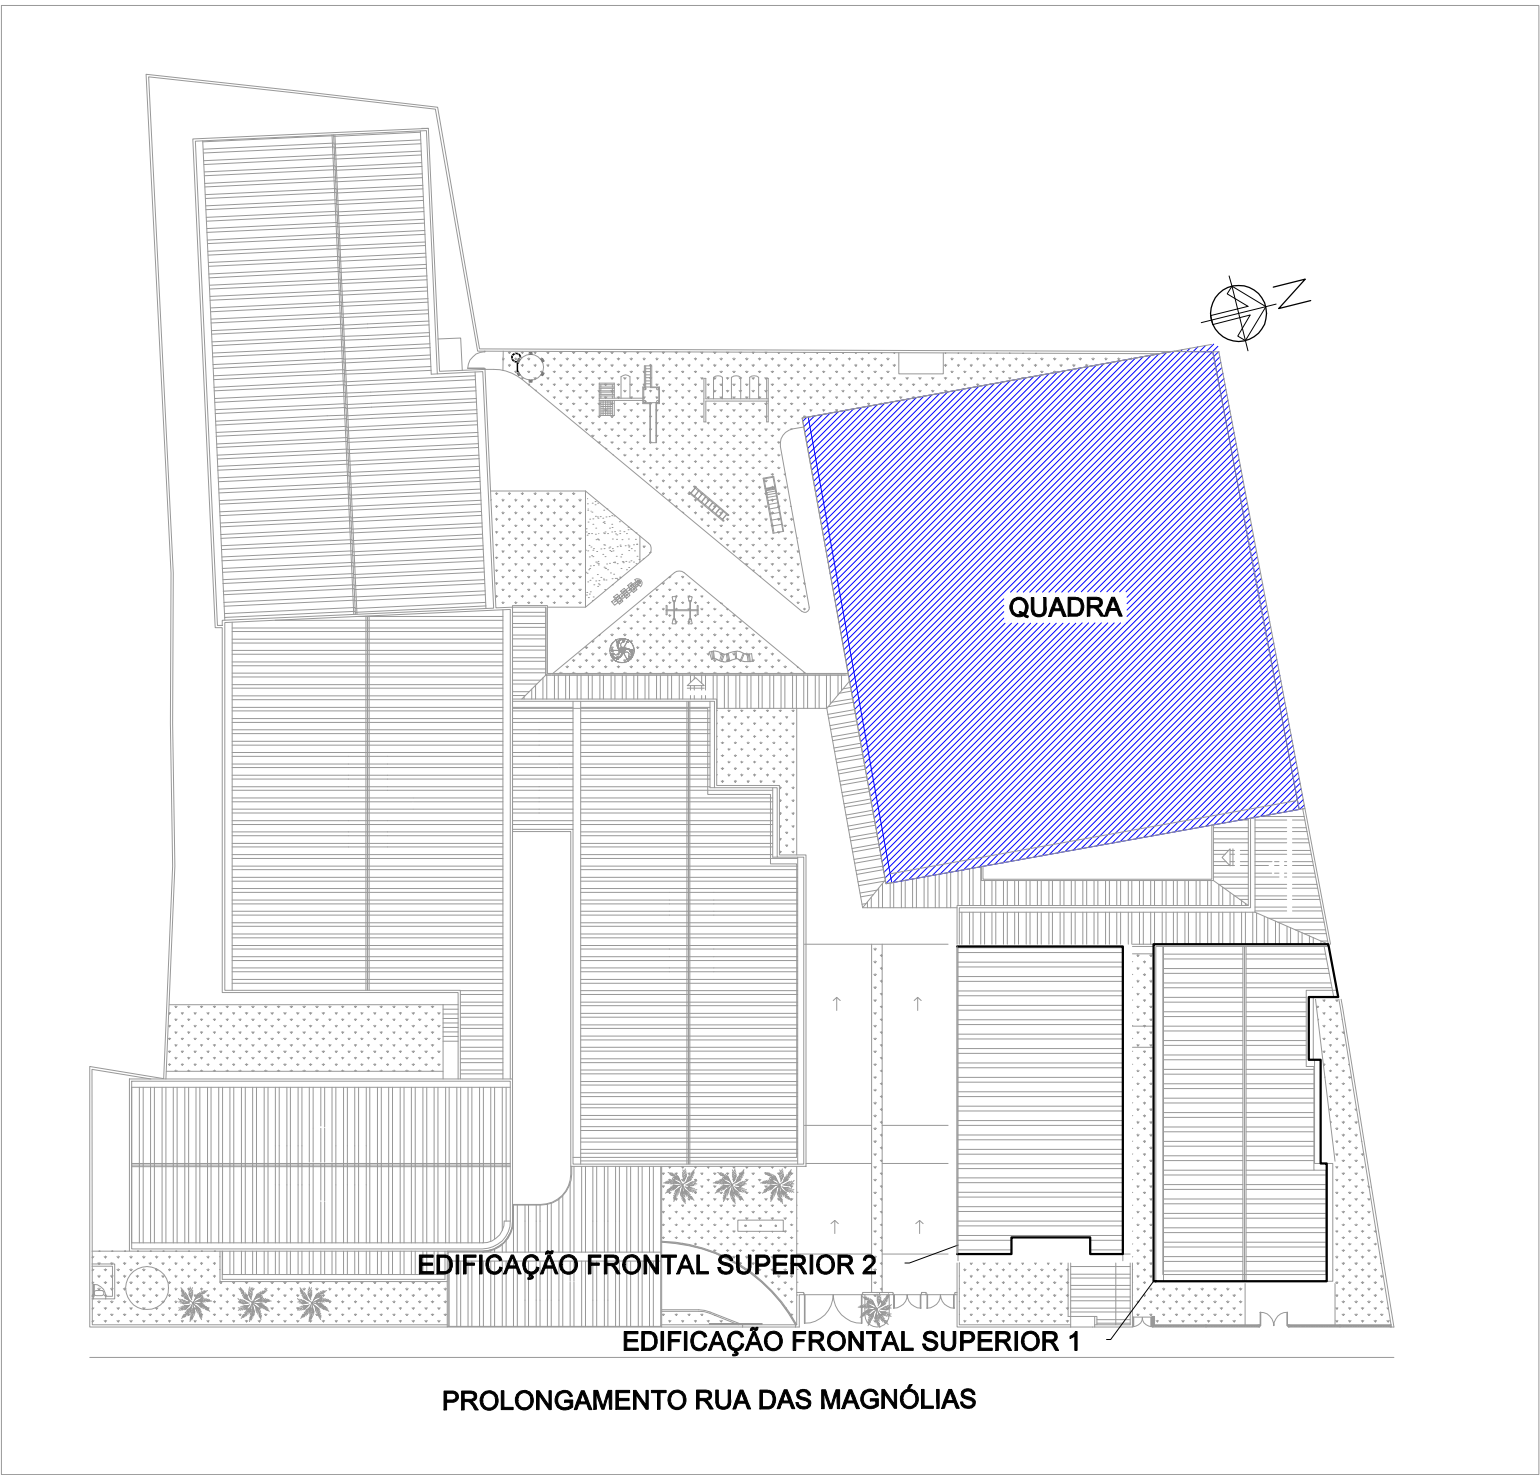 N
QUADRA
EDIFICAÇÃO FRONTAL SUPERIOR 2
EDIFICAÇÃO FRONTAL SUPERIOR 1
PROLONGAMENTO RUA DAS MAGNÓLIAS